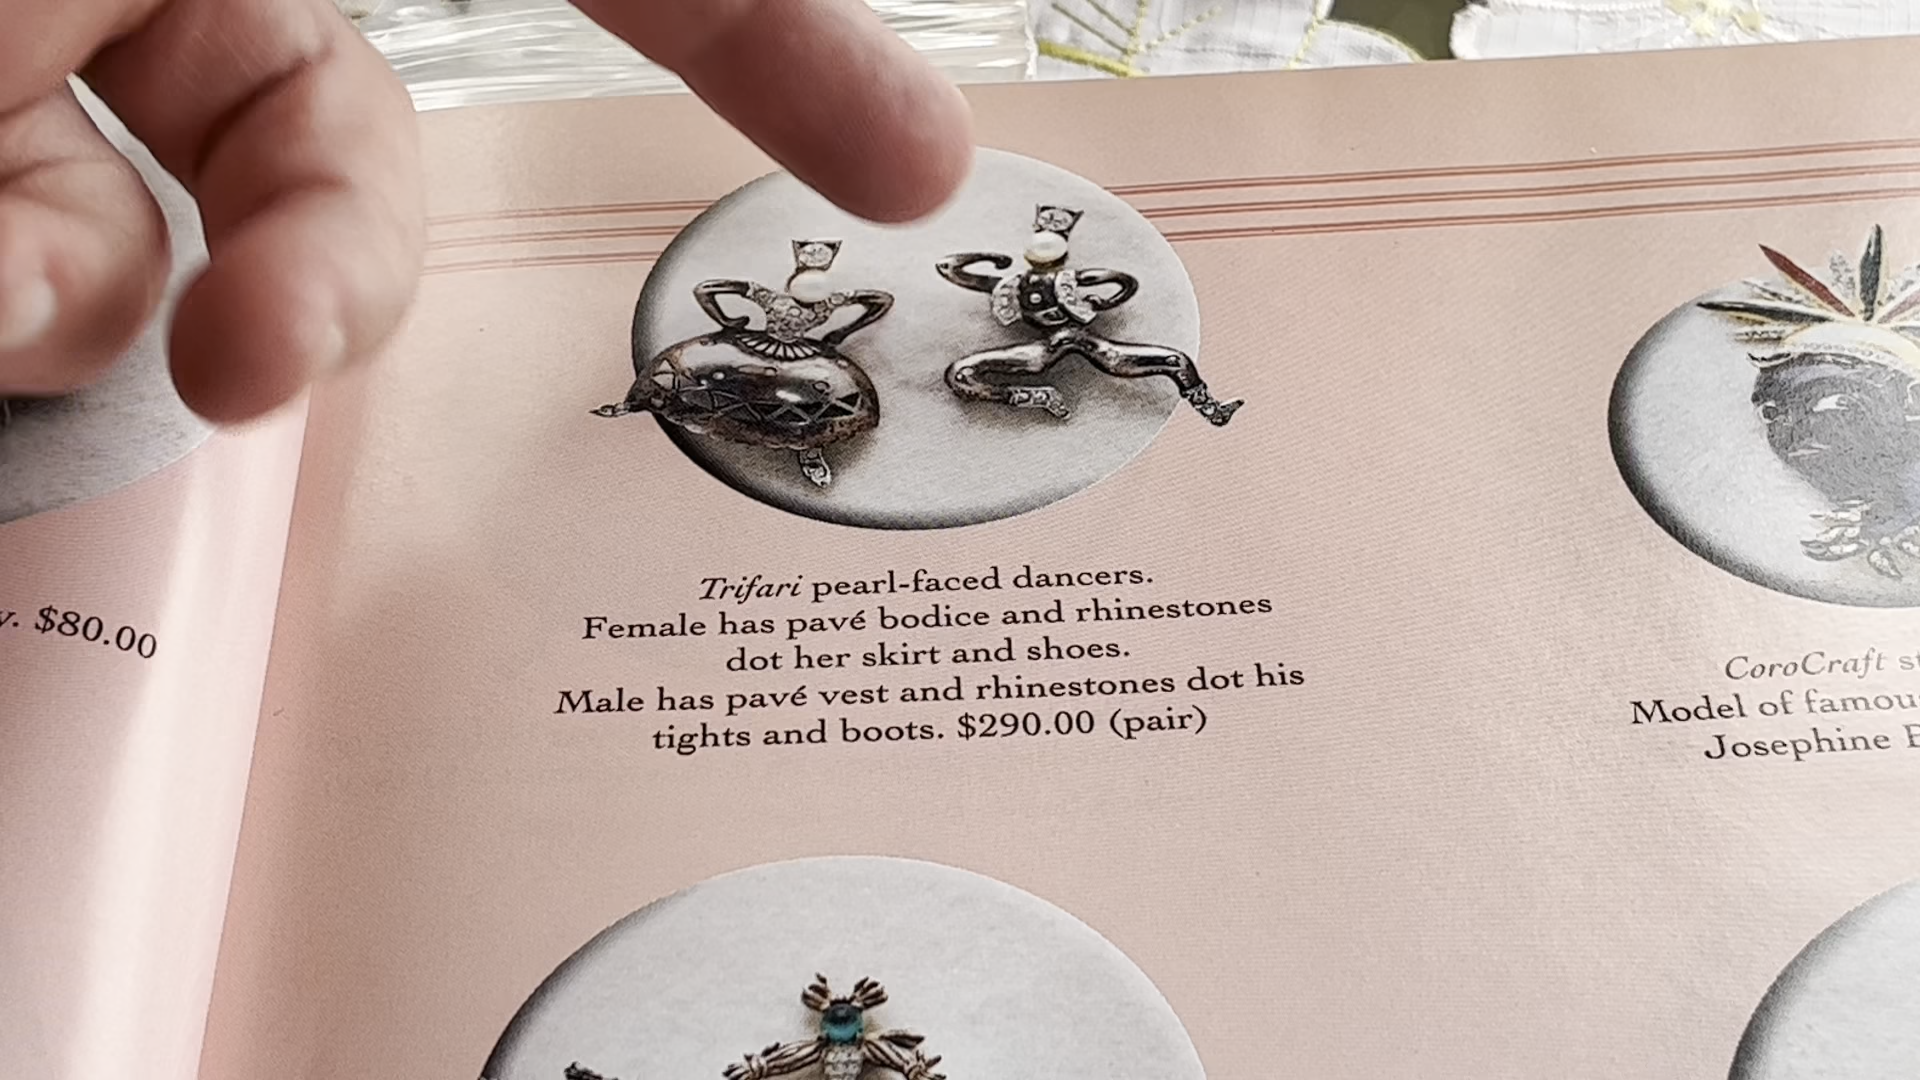 $80.00
Trifari pearl-faced dancers.
Female has pavé bodice and rhinestones
dot her skirt and shoes.
Male has pavé vest and rhinestones dot his
tights and boots. $290.00 (pair)
CoroCraft
Model of
Josephine